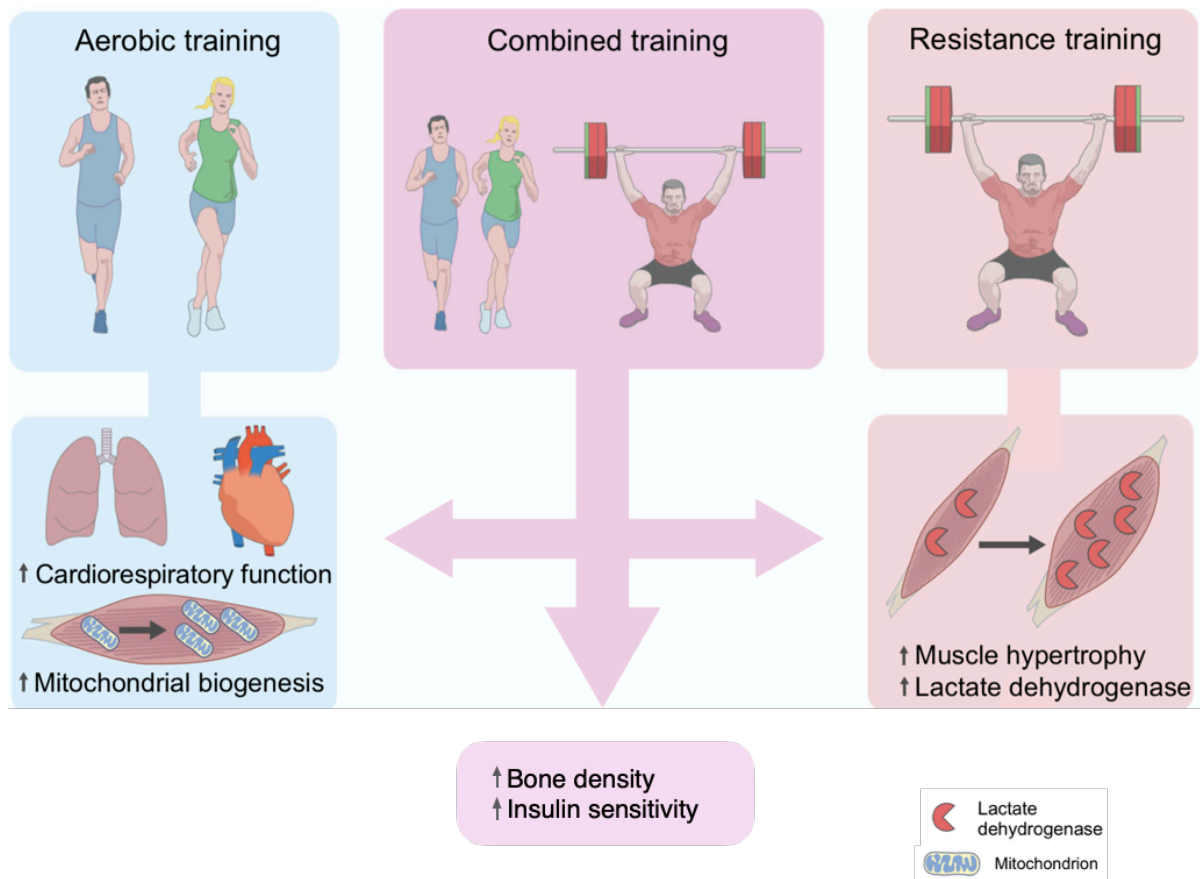 Aerobic training
Combined training
Resistance training
↑ Cardiorespiratory function
↑ Mitochondrial biogenesis
↑ Muscle hypertrophy
↑ Lactate dehydrogenase
↑ Bone density
↑ Insulin sensitivity
Lactate
dehydrogenase
Mitochondrion